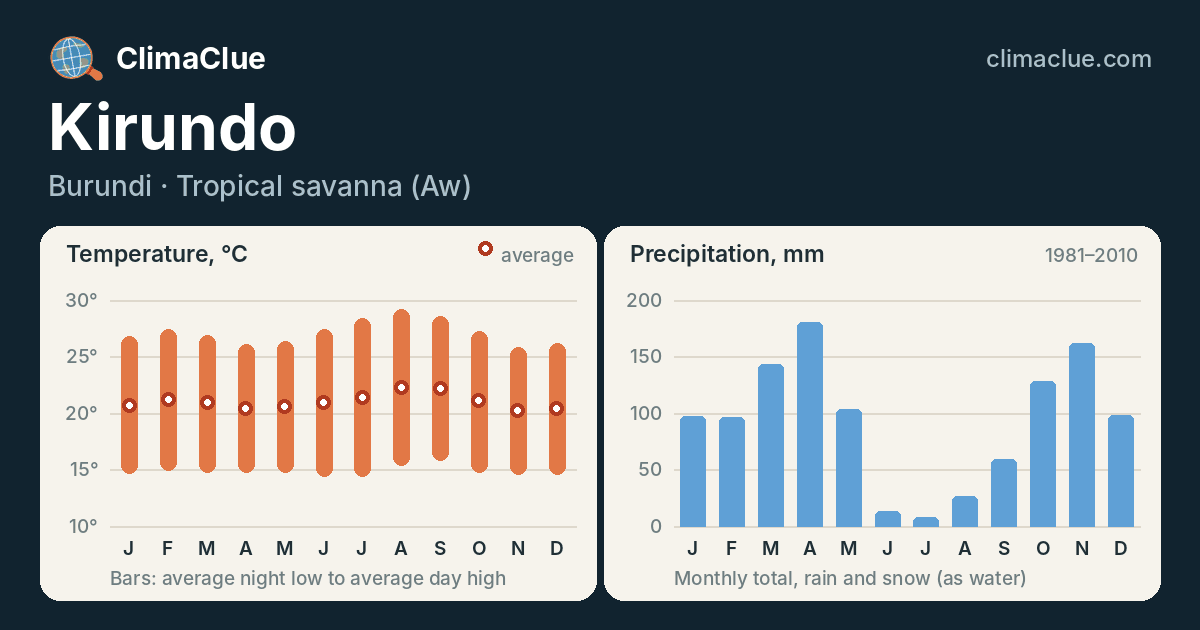 ClimaClue
climaclue.com
Kirundo
Burundi · Tropical savanna (Aw)
Temperature, °C
average
30°
25°
20°
15°
10°
J F M A M J J A S O N D
Bars: average night low to average day high
Precipitation, mm
1981–2010
200
150
100
50
0
J F M A M J J A S O N D
Monthly total, rain and snow (as water)